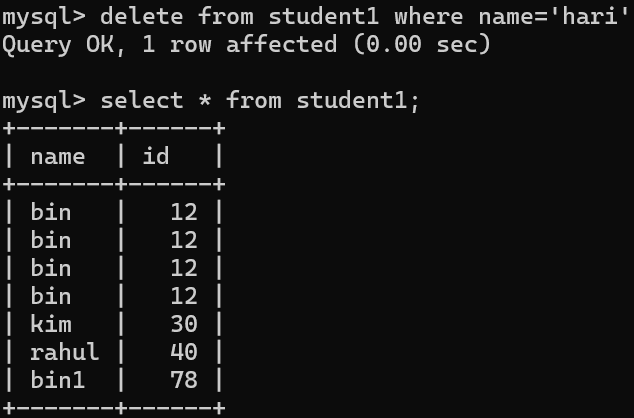 mysql> delete from student1 where name='hari'
Query OK, 1 row affected (0.00 sec)
mysql> select * from student1;
+-------+------+
| name  | id   |
+-------+------+
| bin   |   12 |
| bin   |   12 |
| bin   |   12 |
| bin   |   12 |
| kim   |   30 |
| rahul |   40 |
| bin1  |   78 |
+-------+------+